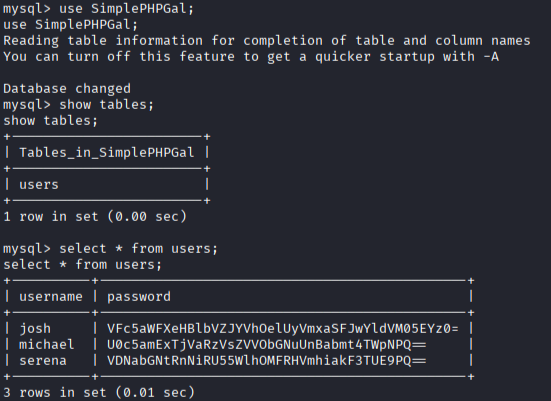 mysql> use SimplePHPGal;
use SimplePHPGal;
Reading table information for completion of table and column names
You can turn off this feature to get a quicker startup with -A

Database changed
mysql> show tables;
show tables;
+------------------------+
| Tables_in_SimplePHPGal |
+------------------------+
| users                  |
+------------------------+
1 row in set (0.00 sec)

mysql> select * from users;
select * from users;
+----------+----------------------------------------------+
| username | password                                     |
+----------+----------------------------------------------+
| josh     | VFc5aWFXeHBlbVZJYVhOelUyVmxaSFJwYldVM05EYz0= |
| michael  | U0c5amExTjVaRzVsZVVObGNuUnBabmt4TWpNPQ==     |
| serena   | VDNabGNtRnNiRU55WlhOMFRHVmhiakF3TUE9PQ==     |
+----------+----------------------------------------------+
3 rows in set (0.01 sec)